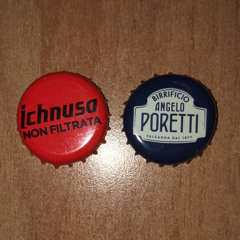 ichnusa
NON FILTRATA
BIRRIFICIO
ANGELO
PORETTI
VALGANNA DAL 1877